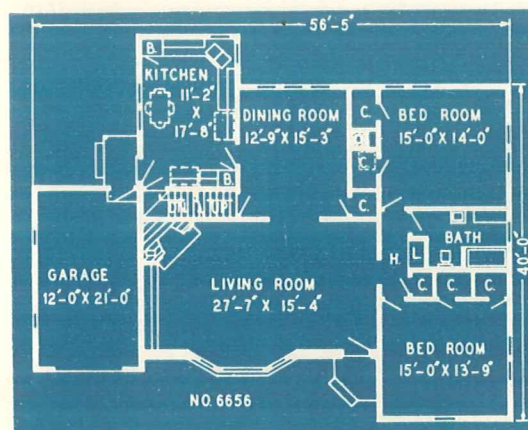 56'-5"
B.
KITCHEN
11'-2"
X
17'-8"
DINING ROOM
12'-9" X 15'-3"
C.
BED ROOM
15'-0" X 14'-0"
C.
B.
DN.
UP
C.
BATH
H.
L.
40'-0"
GARAGE
12'-0" X 21'-0"
LIVING ROOM
27'-7" X 15'-4"
C.
C.
C.
BED ROOM
15'-0" X 13'-9"
NO. 6656